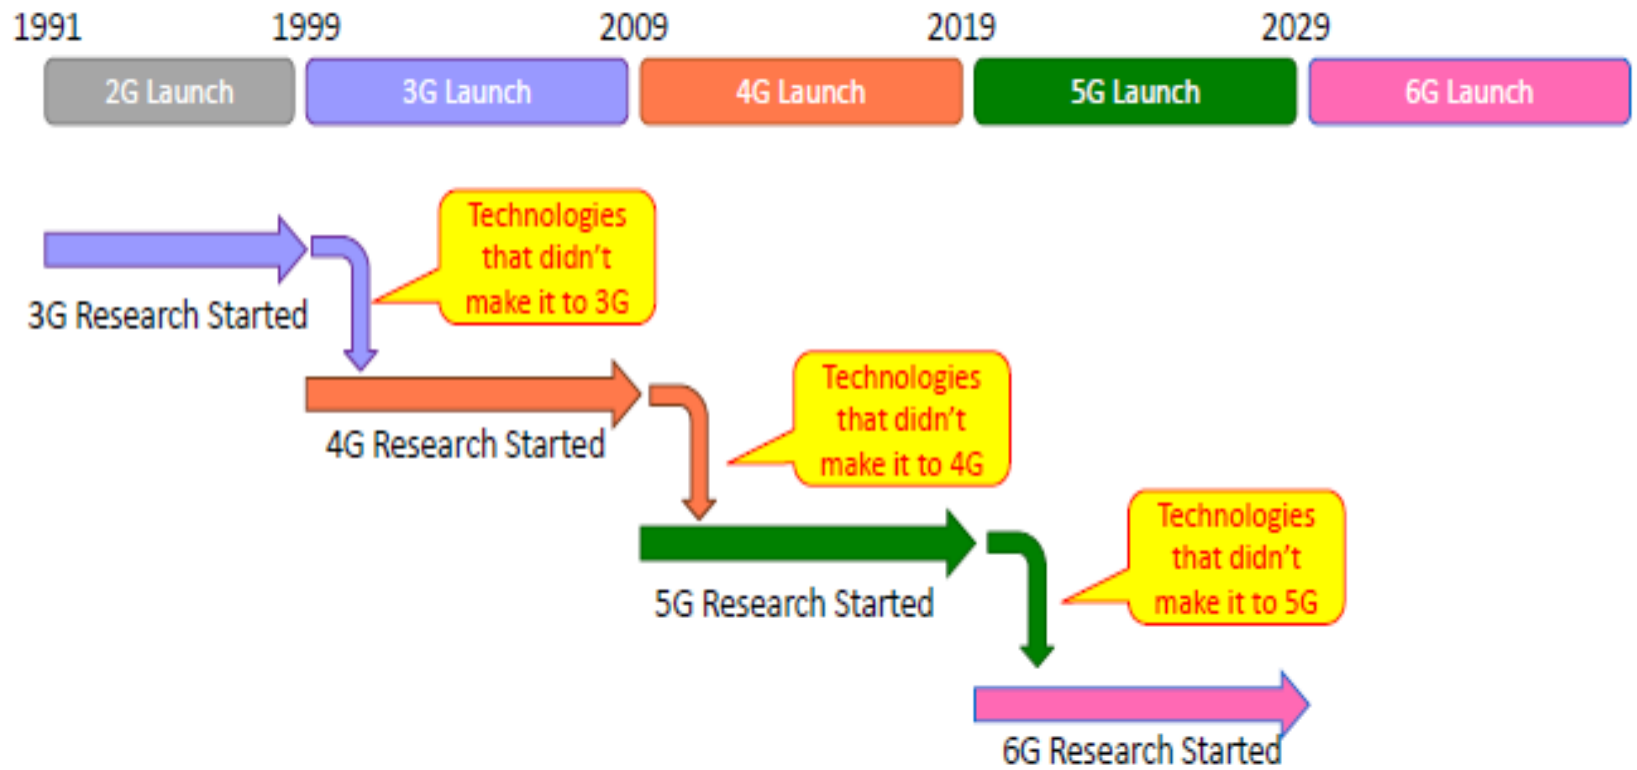 1991 1999 2009 2019 2029
2G Launch 3G Launch 4G Launch 5G Launch 6G Launch
Technologies
that didn't
make it to 3G
3G Research Started
Technologies
that didn't
make it to 4G
4G Research Started
Technologies
that didn't
make it to 5G
5G Research Started
6G Research Started